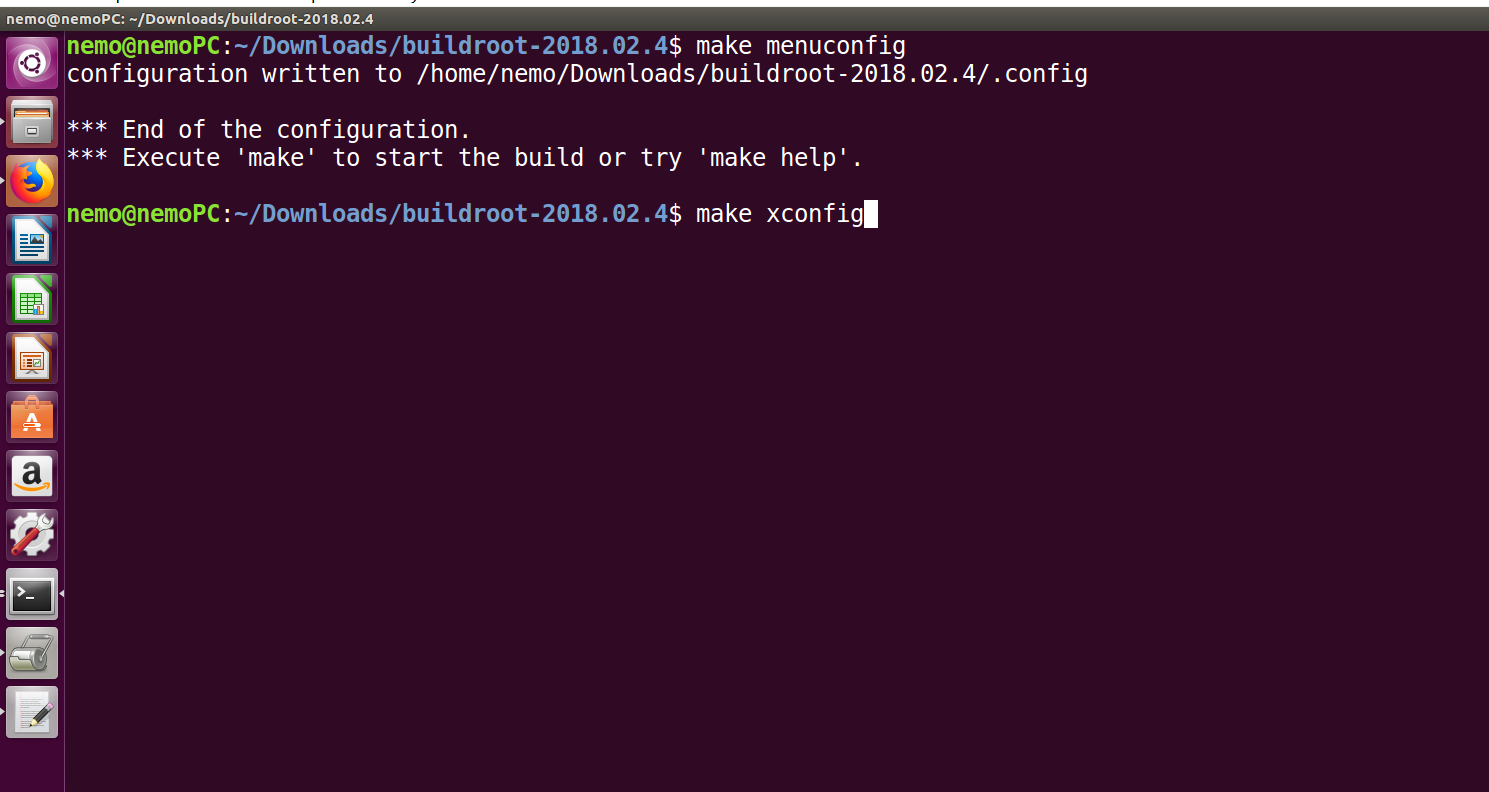 nemo@nemoPC: ~/Downloads/buildroot-2018.02.4
nemo@nemoPC:~/Downloads/buildroot-2018.02.4$ make menuconfig
configuration written to /home/nemo/Downloads/buildroot-2018.02.4/.config
*** End of the configuration.
*** Execute 'make' to start the build or try 'make help'.
nemo@nemoPC:~/Downloads/buildroot-2018.02.4$ make xconfig